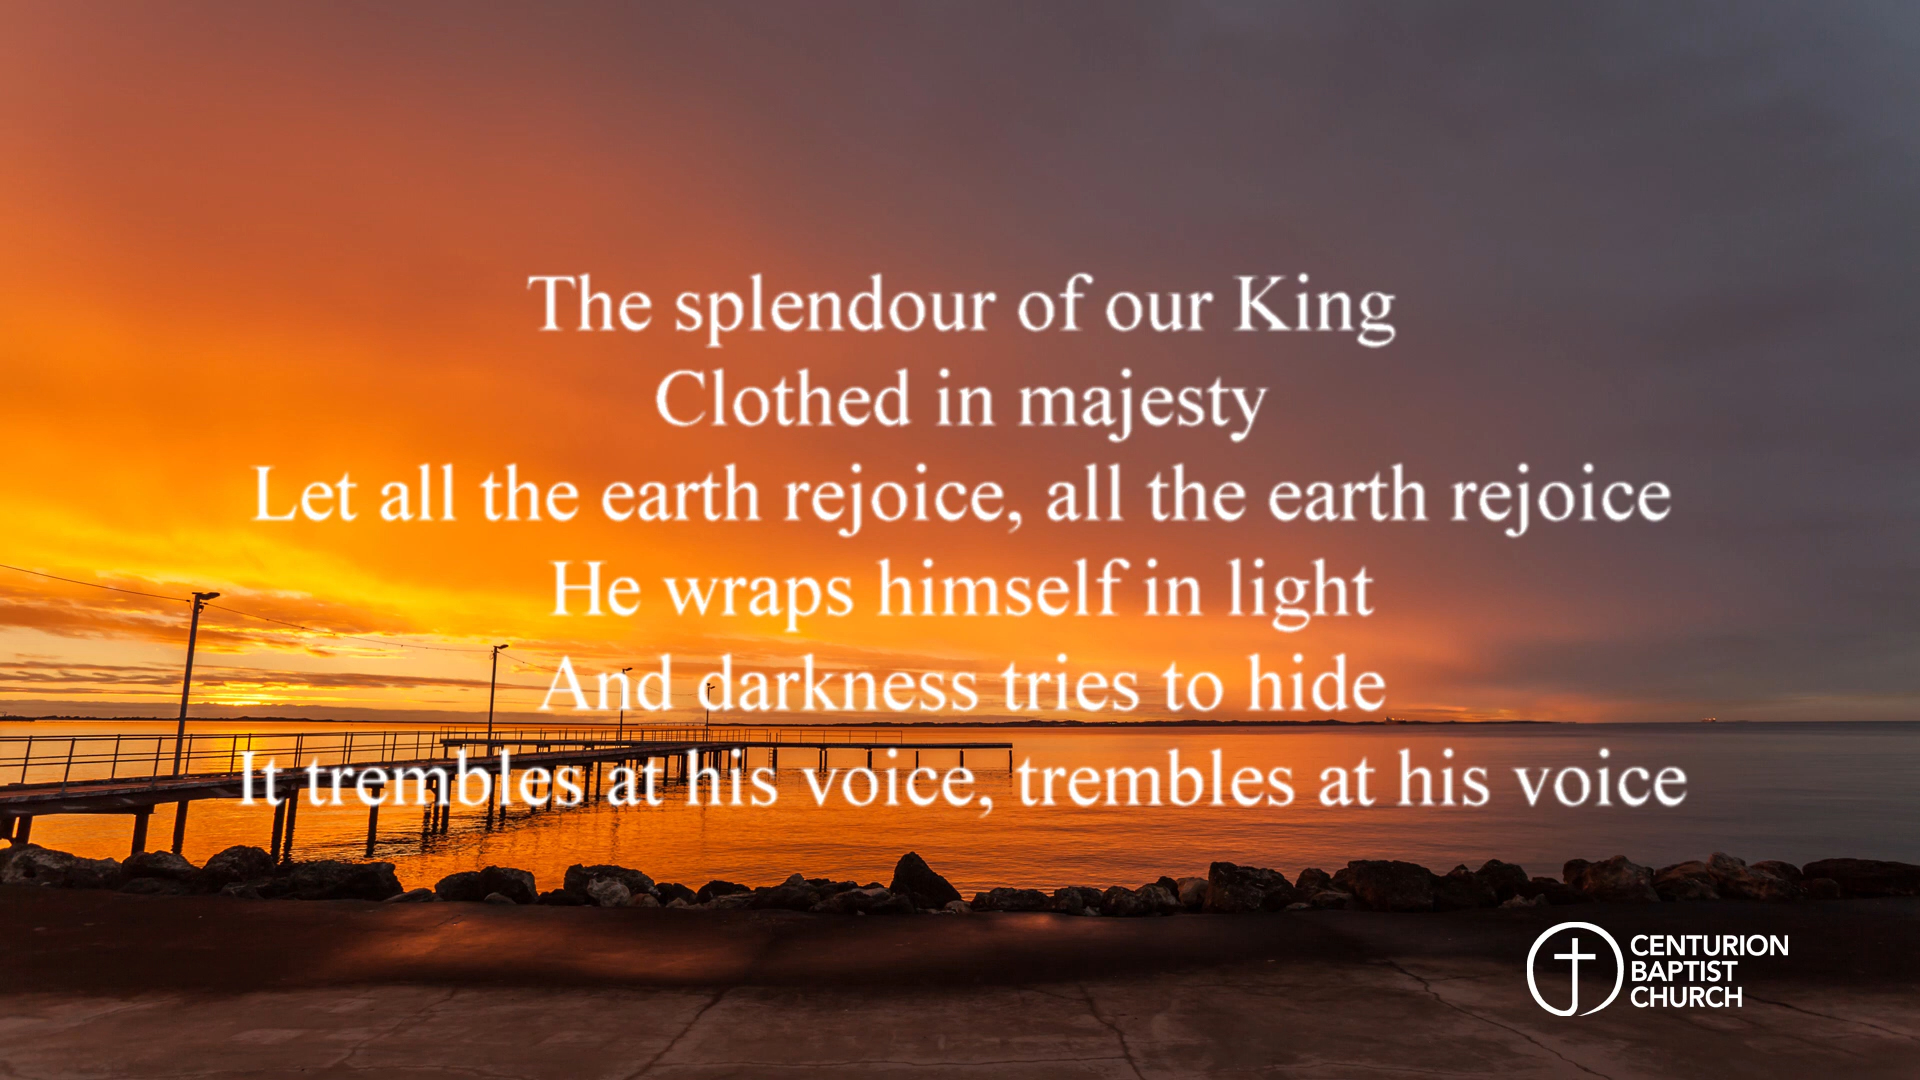 The splendour of our King
Clothed in majesty
Let all the earth rejoice, all the earth rejoice
He wraps himself in light
And darkness tries to hide
It trembles at his voice, trembles at his voice
CENTURION
BAPTIST
CHURCH